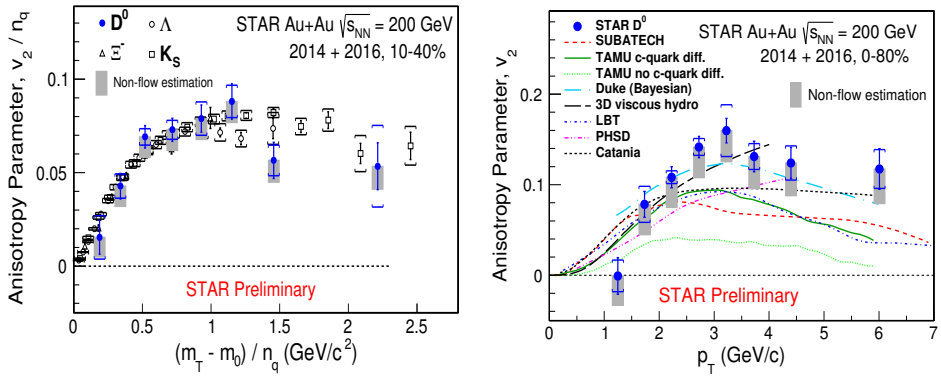 Anisotropy Parameter, v2 / nq
0.1
0.05
0
D0
Λ
Ξ-
KS
Non-flow estimation
STAR Au+Au √sNN = 200 GeV
2014 + 2016, 10-40%
STAR Preliminary
0 0.5 1 1.5 2 2.5
(mT - m0) / nq (GeV/c2)
Anisotropy Parameter, v2
0.2
0.1
0
STAR D0
SUBATECH
TAMU c-quark diff.
TAMU no c-quark diff.
Duke (Bayesian)
3D viscous hydro
LBT
PHSD
Catania
STAR Au+Au √sNN = 200 GeV
2014 + 2016, 0-80%
Non-flow estimation
STAR Preliminary
0 1 2 3 4 5 6 7
pT (GeV/c)